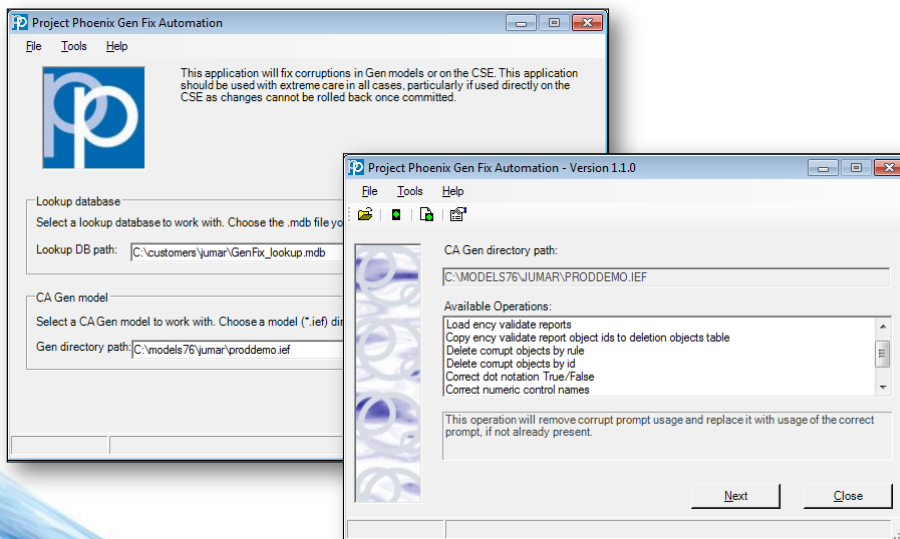 Project Phoenix Gen Fix Automation
File Tools Help
This application will fix corruptions in Gen models or on the CSE. This application
should be used with extreme care in all cases, particularly if used directly on the
CSE as changes cannot be rolled back once committed.
Lookup database
Select a lookup database to work with. Choose the .mdb file yo
Lookup DB path: C:\customers\jumar\GenFix_lookup.mdb
CA Gen model
Select a CA Gen model to work with. Choose a model (*.ief) dir
Gen directory path: C:\models76\jumar\proddemo.ief
Project Phoenix Gen Fix Automation - Version 1.1.0
File Tools Help
CA Gen directory path:
C:\MODELS76\JUMAR\PRODDEMO.IEF
Available Operations:
Load ency validate reports
Copy ency validate report object ids to deletion objects table
Delete corrupt objects by rule
Delete corrupt objects by id
Correct dot notation True/False
Correct numeric control names
This operation will remove corrupt prompt usage and replace it with usage of the correct
prompt, if not already present.
Next Close